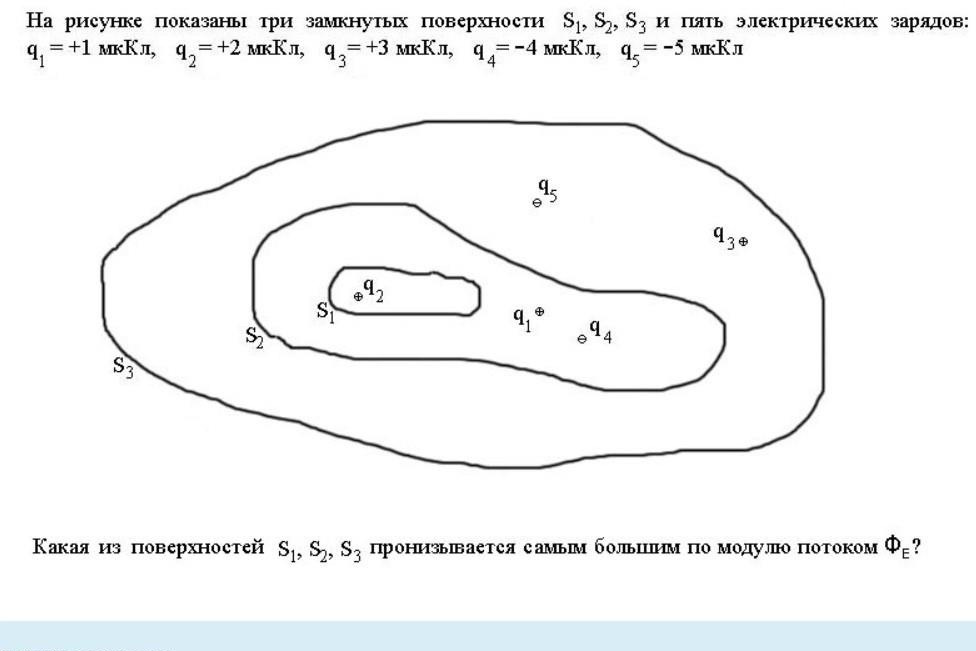 На рисунке показаны три замкнутых поверхности S₁, S₂, S₃ и пять электрических зарядов:
q₁ = +1 мкКл, q₂ = +2 мкКл, q₃ = +3 мкКл, q₄ = −4 мкКл, q₅ = −5 мкКл
q₅
⊖
q₃ ⊕
q₂
⊕
S₁
q₁ ⊕
⊖ q₄
S₂
S₃
Какая из поверхностей S₁, S₂, S₃ пронизывается самым большим по модулю потоком Ф_E?